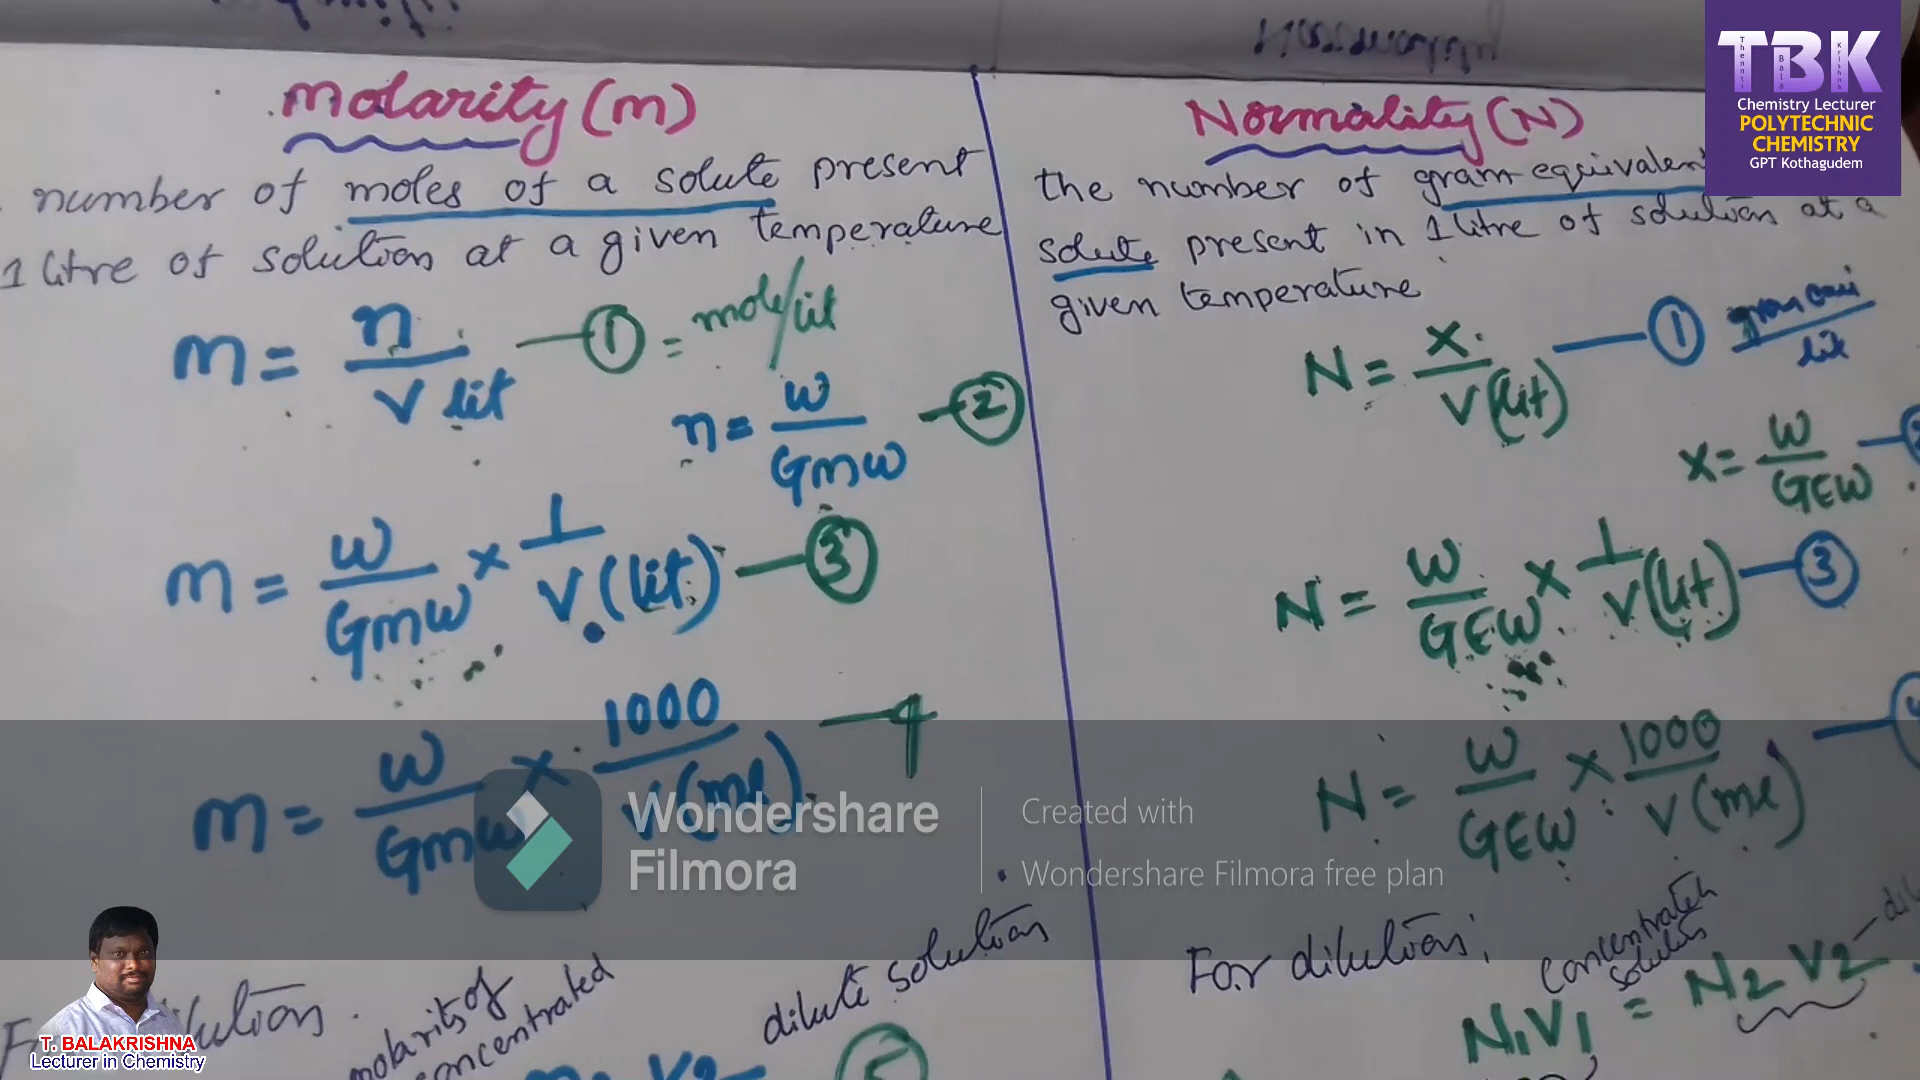 Molarity (M)
number of moles of a solute present
1 litre of solution at a given temperature
M = n / V lit — 1 = mole/lit
n = W / GMW — 2
M = W / GMW × 1 / V (lit) — 3
M = W / GMW × 1000 / V (ml) — 4
molarity of
concentrated
dilute solution
V2
5
Normality (N)
the number of gram equivalent
solute present in 1 litre of solution at a
given temperature
N = X / V (lit) — 1
lit
X = W / GEW
N = W / GEW × 1 / V (lit) — 3
N = W / GEW × 1000 / V (ml)
For dilution;
N1V1 = N2V2
TBK
Chemistry Lecturer
POLYTECHNIC
CHEMISTRY
GPT Kothagudem
Wondershare
Filmora
Created with
Wondershare Filmora free plan
T. BALAKRISHNA
Lecturer in Chemistry